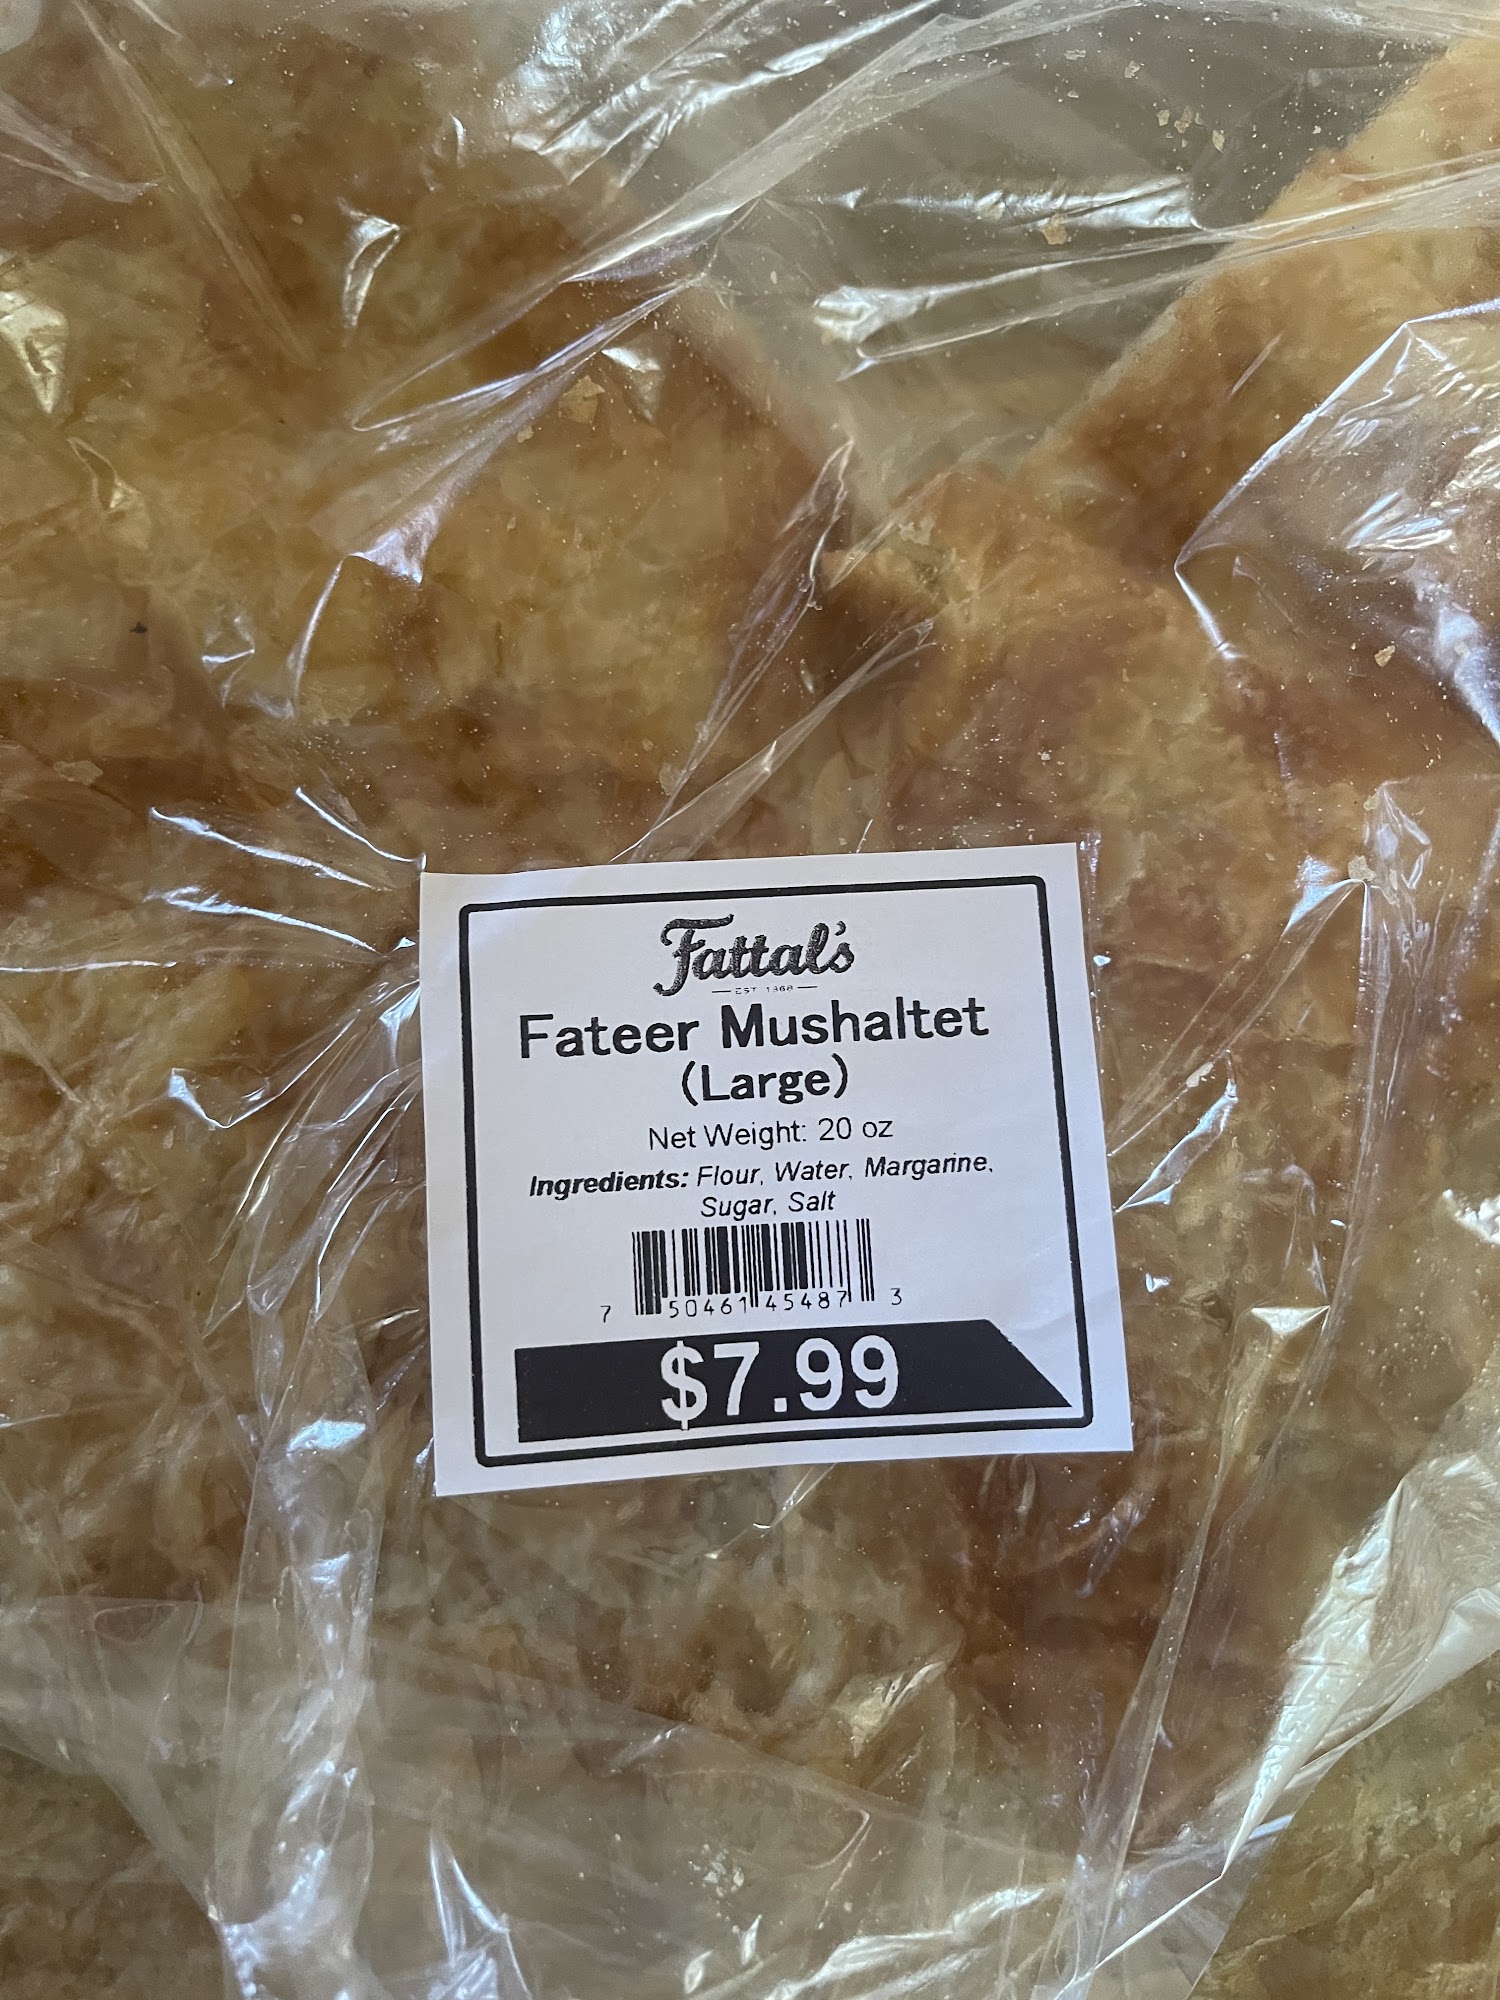 Fattal's
EST 1968
Fateer Mushaltet
(Large)
Net Weight: 20 oz
Ingredients: Flour, Water, Margarine,
Sugar, Salt
7 50461 45487 3
$7.99